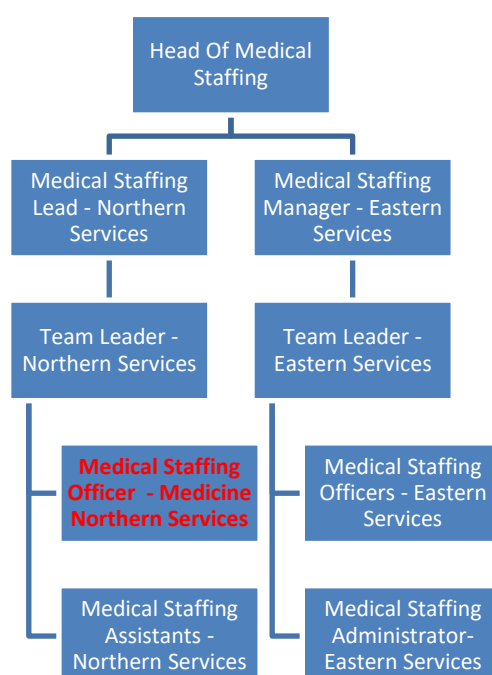 Head Of Medical
Staffing
Medical Staffing
Lead - Northern
Services
Medical Staffing
Manager - Eastern
Services
Team Leader -
Northern Services
Team Leader -
Eastern Services
Medical Staffing
Officer - Medicine
Northern Services
Medical Staffing
Officers - Eastern
Services
Medical Staffing
Assistants -
Northern Services
Medical Staffing
Administrator-
Eastern Services